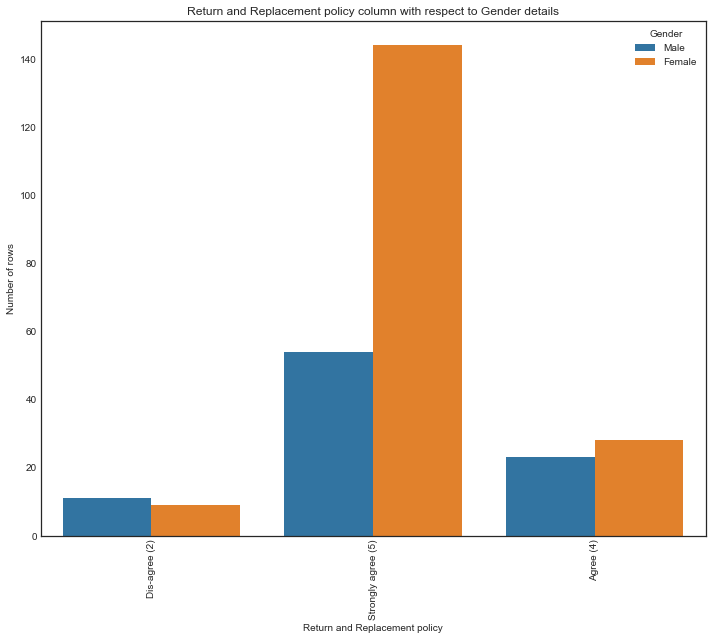 Return and Replacement policy column with respect to Gender details
Gender
Male
Female
Number of rows
140
120
100
80
60
40
20
0
Dis-agree (2)
Strongly agree (5)
Agree (4)
Return and Replacement policy